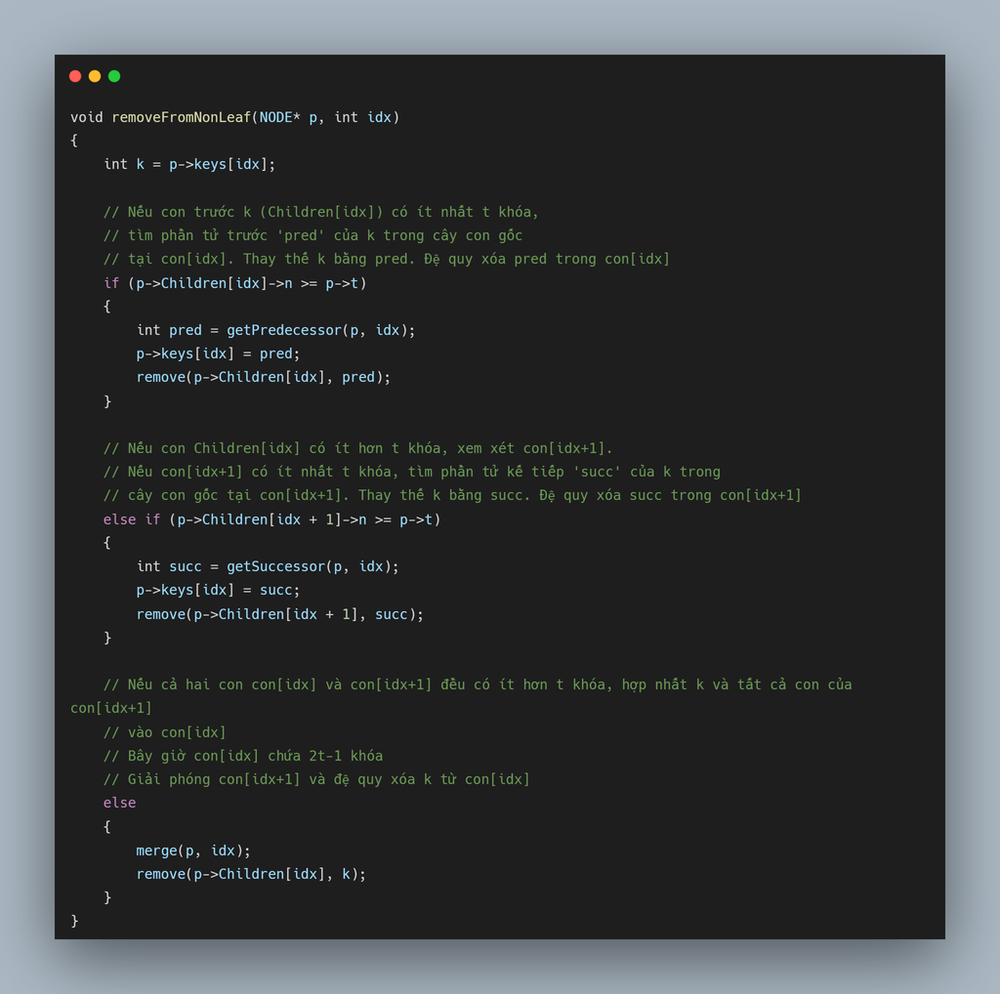 void removeFromNonLeaf(NODE* p, int idx)
{
    int k = p->keys[idx];

    // Nếu con trước k (Children[idx]) có ít nhất t khóa,
    // tìm phần tử trước 'pred' của k trong cây con gốc
    // tại con[idx]. Thay thế k bằng pred. Đệ quy xóa pred trong con[idx]
    if (p->Children[idx]->n >= p->t)
    {
        int pred = getPredecessor(p, idx);
        p->keys[idx] = pred;
        remove(p->Children[idx], pred);
    }

    // Nếu con Children[idx] có ít hơn t khóa, xem xét con[idx+1].
    // Nếu con[idx+1] có ít nhất t khóa, tìm phần tử kế tiếp 'succ' của k trong
    // cây con gốc tại con[idx+1]. Thay thế k bằng succ. Đệ quy xóa succ trong con[idx+1]
    else if (p->Children[idx + 1]->n >= p->t)
    {
        int succ = getSuccessor(p, idx);
        p->keys[idx] = succ;
        remove(p->Children[idx + 1], succ);
    }

    // Nếu cả hai con con[idx] và con[idx+1] đều có ít hơn t khóa, hợp nhất k và tất cả con của
con[idx+1]
    // vào con[idx]
    // Bây giờ con[idx] chứa 2t-1 khóa
    // Giải phóng con[idx+1] và đệ quy xóa k từ con[idx]
    else
    {
        merge(p, idx);
        remove(p->Children[idx], k);
    }
}